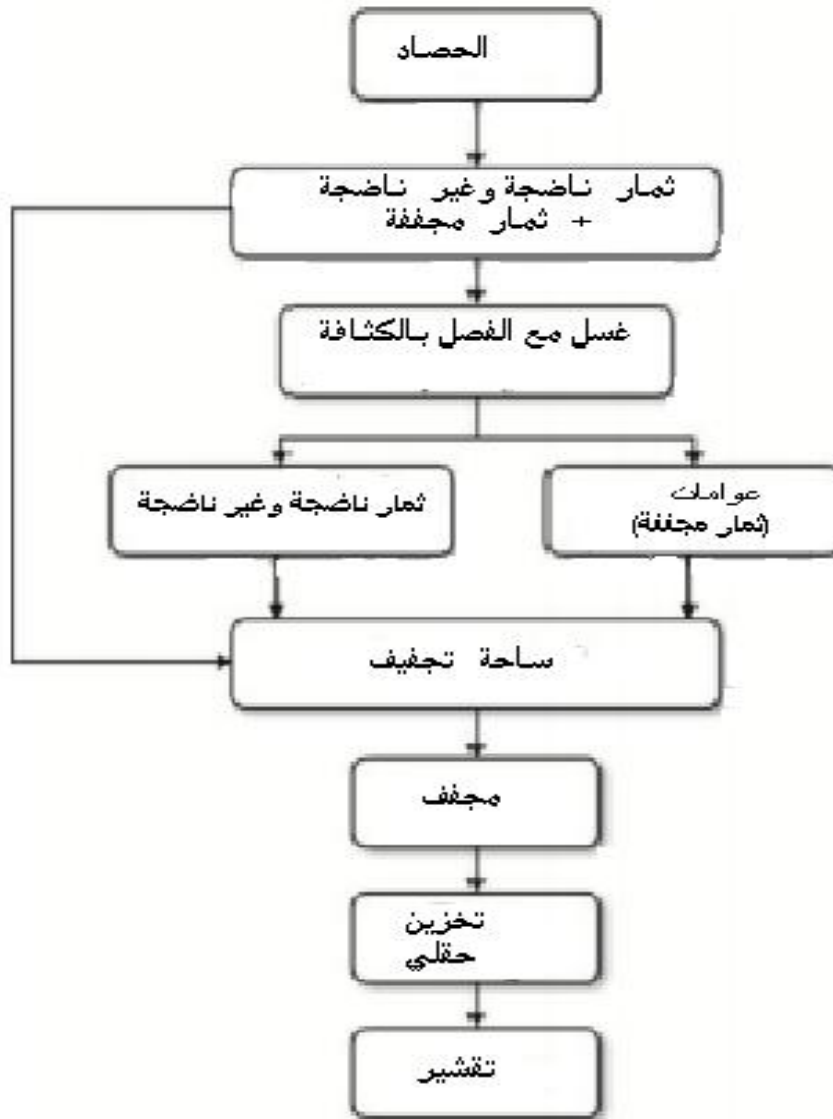 الحصاد
ثمار ناضجة وغير ناضجة
+ ثمار مجففة
غسل مع الفصل بالكثافة
ثمار ناضجة وغير ناضجة
عوامات
(ثمار مجففة)
ساحة تجفيف
مجفف
تخزين
حقلي
تقشير